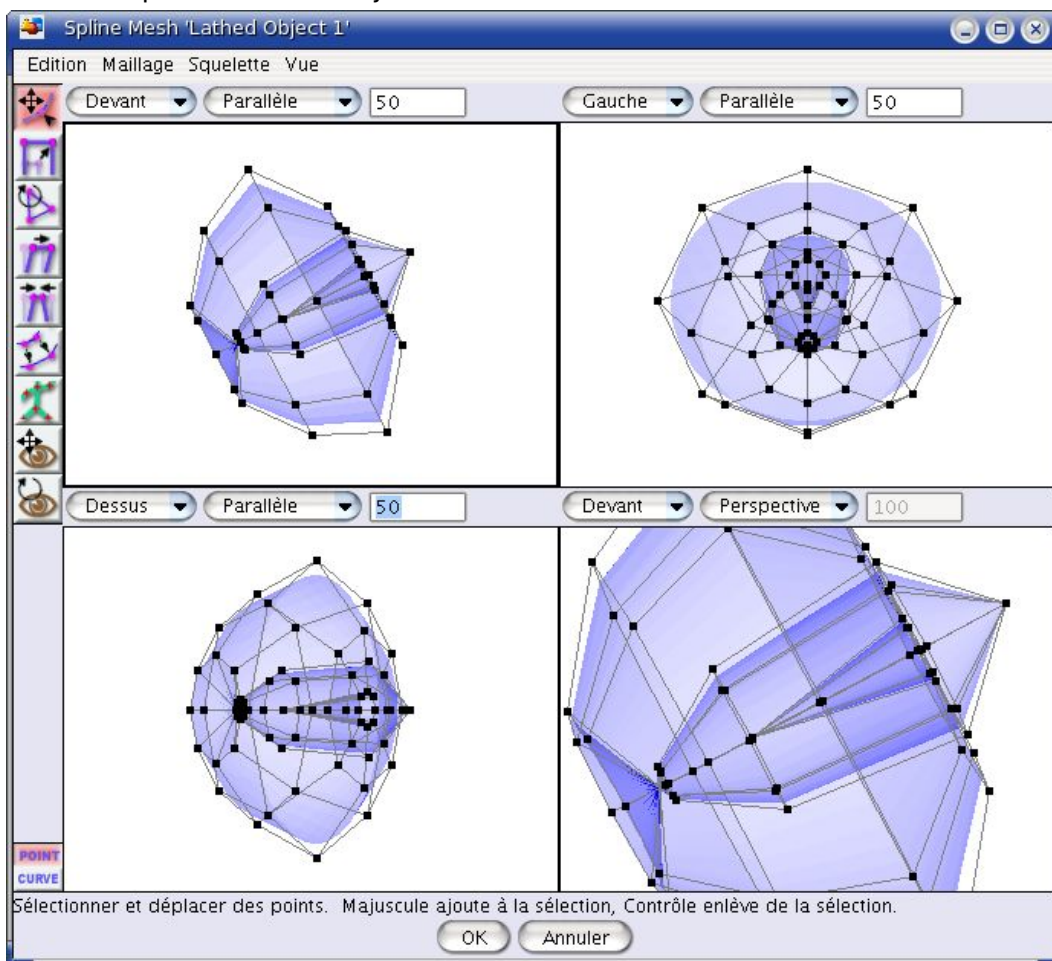 Spline Mesh 'Lathed Object 1'
Edition Maillage Squelette Vue
Devant Parallèle 50 Gauche Parallèle 50
Dessus Parallèle 50 Devant Perspective 100
POINT
CURVE
Sélectionner et déplacer des points. Majuscule ajoute à la sélection, Contrôle enlève de la sélection.
OK Annuler